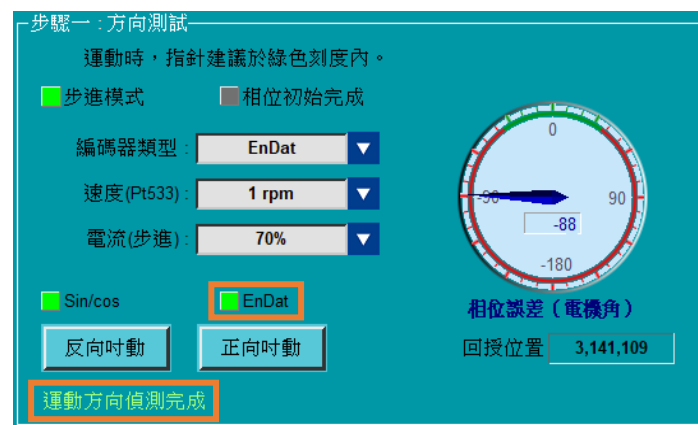 步驟一 : 方向測試
運動時，指針建議於綠色刻度內。
步進模式 相位初始完成
編碼器類型 : EnDat
速度(Pt533) : 1 rpm
電流(步進) : 70%
0
-90 90
-88
-180
Sin/cos EnDat
相位誤差（電機角）
反向吋動 正向吋動 回授位置 3,141,109
運動方向偵測完成